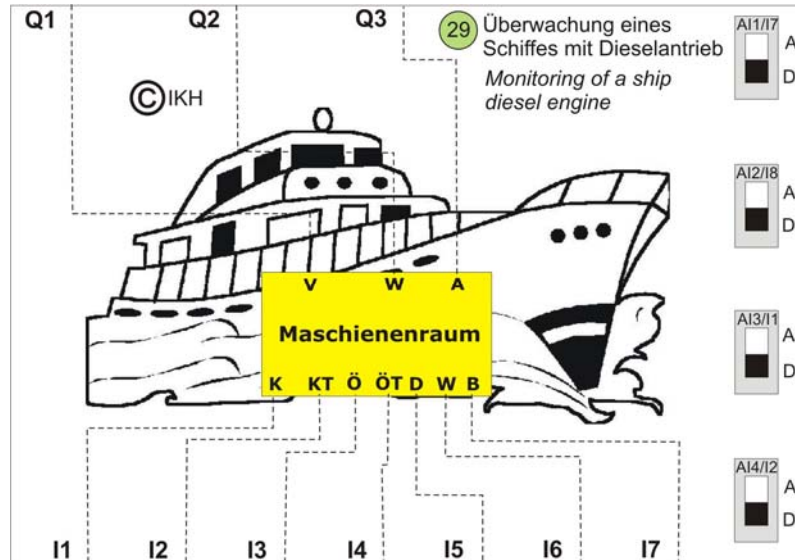 Q1 Q2 Q3
29 Überwachung eines
Schiffes mit Dieselantrieb
Monitoring of a ship
diesel engine
© IKH
AI1/I7
A
D
AI2/I8
A
D
V W A
Maschienenraum
K KT Ö ÖT D W B
AI3/I1
A
D
AI4/I2
A
D
I1 I2 I3 I4 I5 I6 I7